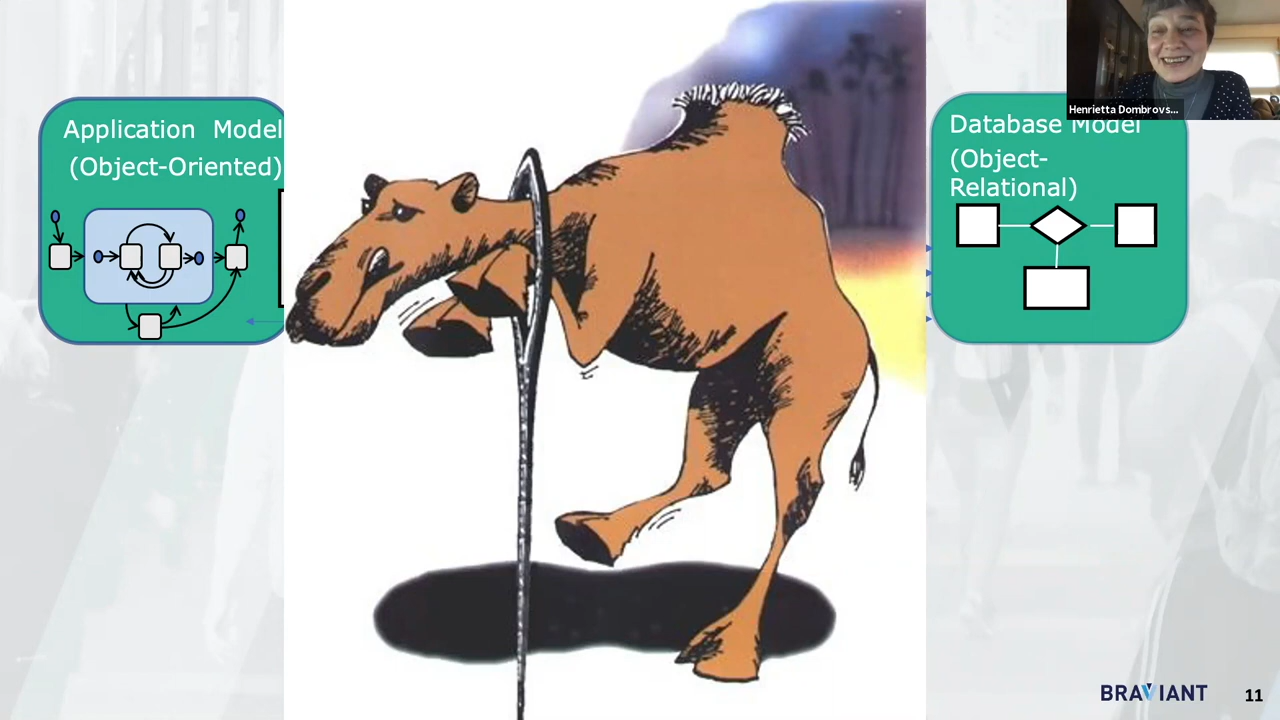 Application Model
(Object-Oriented)
Database Model
(Object-
Relational)
Henrietta Dombrovs...
BRAVIANT
11